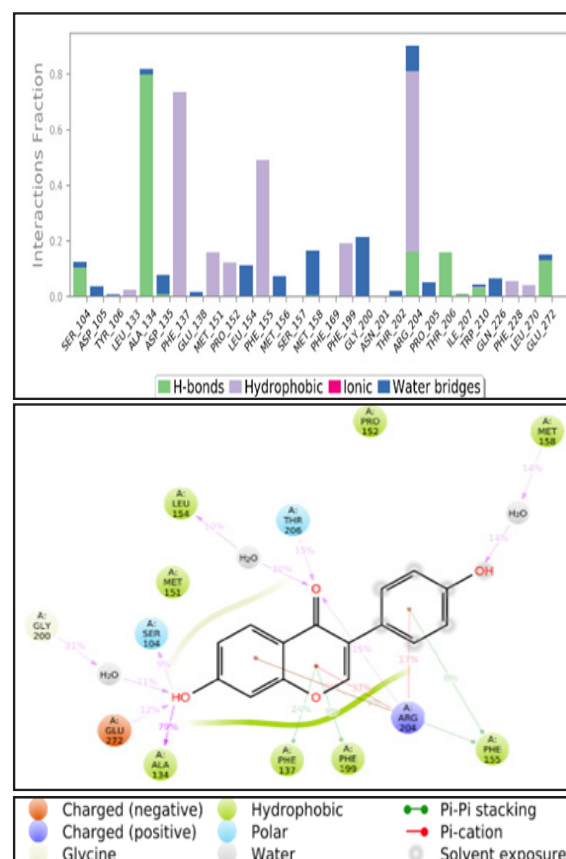 Interactions Fraction
0.8
0.6
0.4
0.2
0.0
SER_104
ASP_105
TYR_106
LEU_133
ALA_134
ASP_135
PHE_137
GLU_138
MET_151
PRO_152
LEU_154
PHE_155
MET_156
SER_157
MET_158
PHE_169
PHE_199
GLY_200
ASN_201
THR_202
ARG_204
PRO_205
THR_206
ILE_207
TRP_210
GLN_226
PHE_228
LEU_270
GLU_272
H-bonds Hydrophobic Ionic Water bridges
A:
PRO
152
A:
MET
158
14%
H₂O
14%
A:
LEU
154
10%
H₂O
10%
A:
THR
206
15%
OH
O
A:
MET
151
A:
GLY
200
21%
H₂O
21%
A:
SER
104
9%
HO
12%
A:
GLU
272
79%
A:
ALA
134
O
15%
17%
24%
A:
PHE
137
A:
PHE
199
A:
ARG
204
A:
PHE
155
Charged (negative) Hydrophobic Pi-Pi stacking
Charged (positive) Polar Pi-cation
Glycine Water Solvent exposure